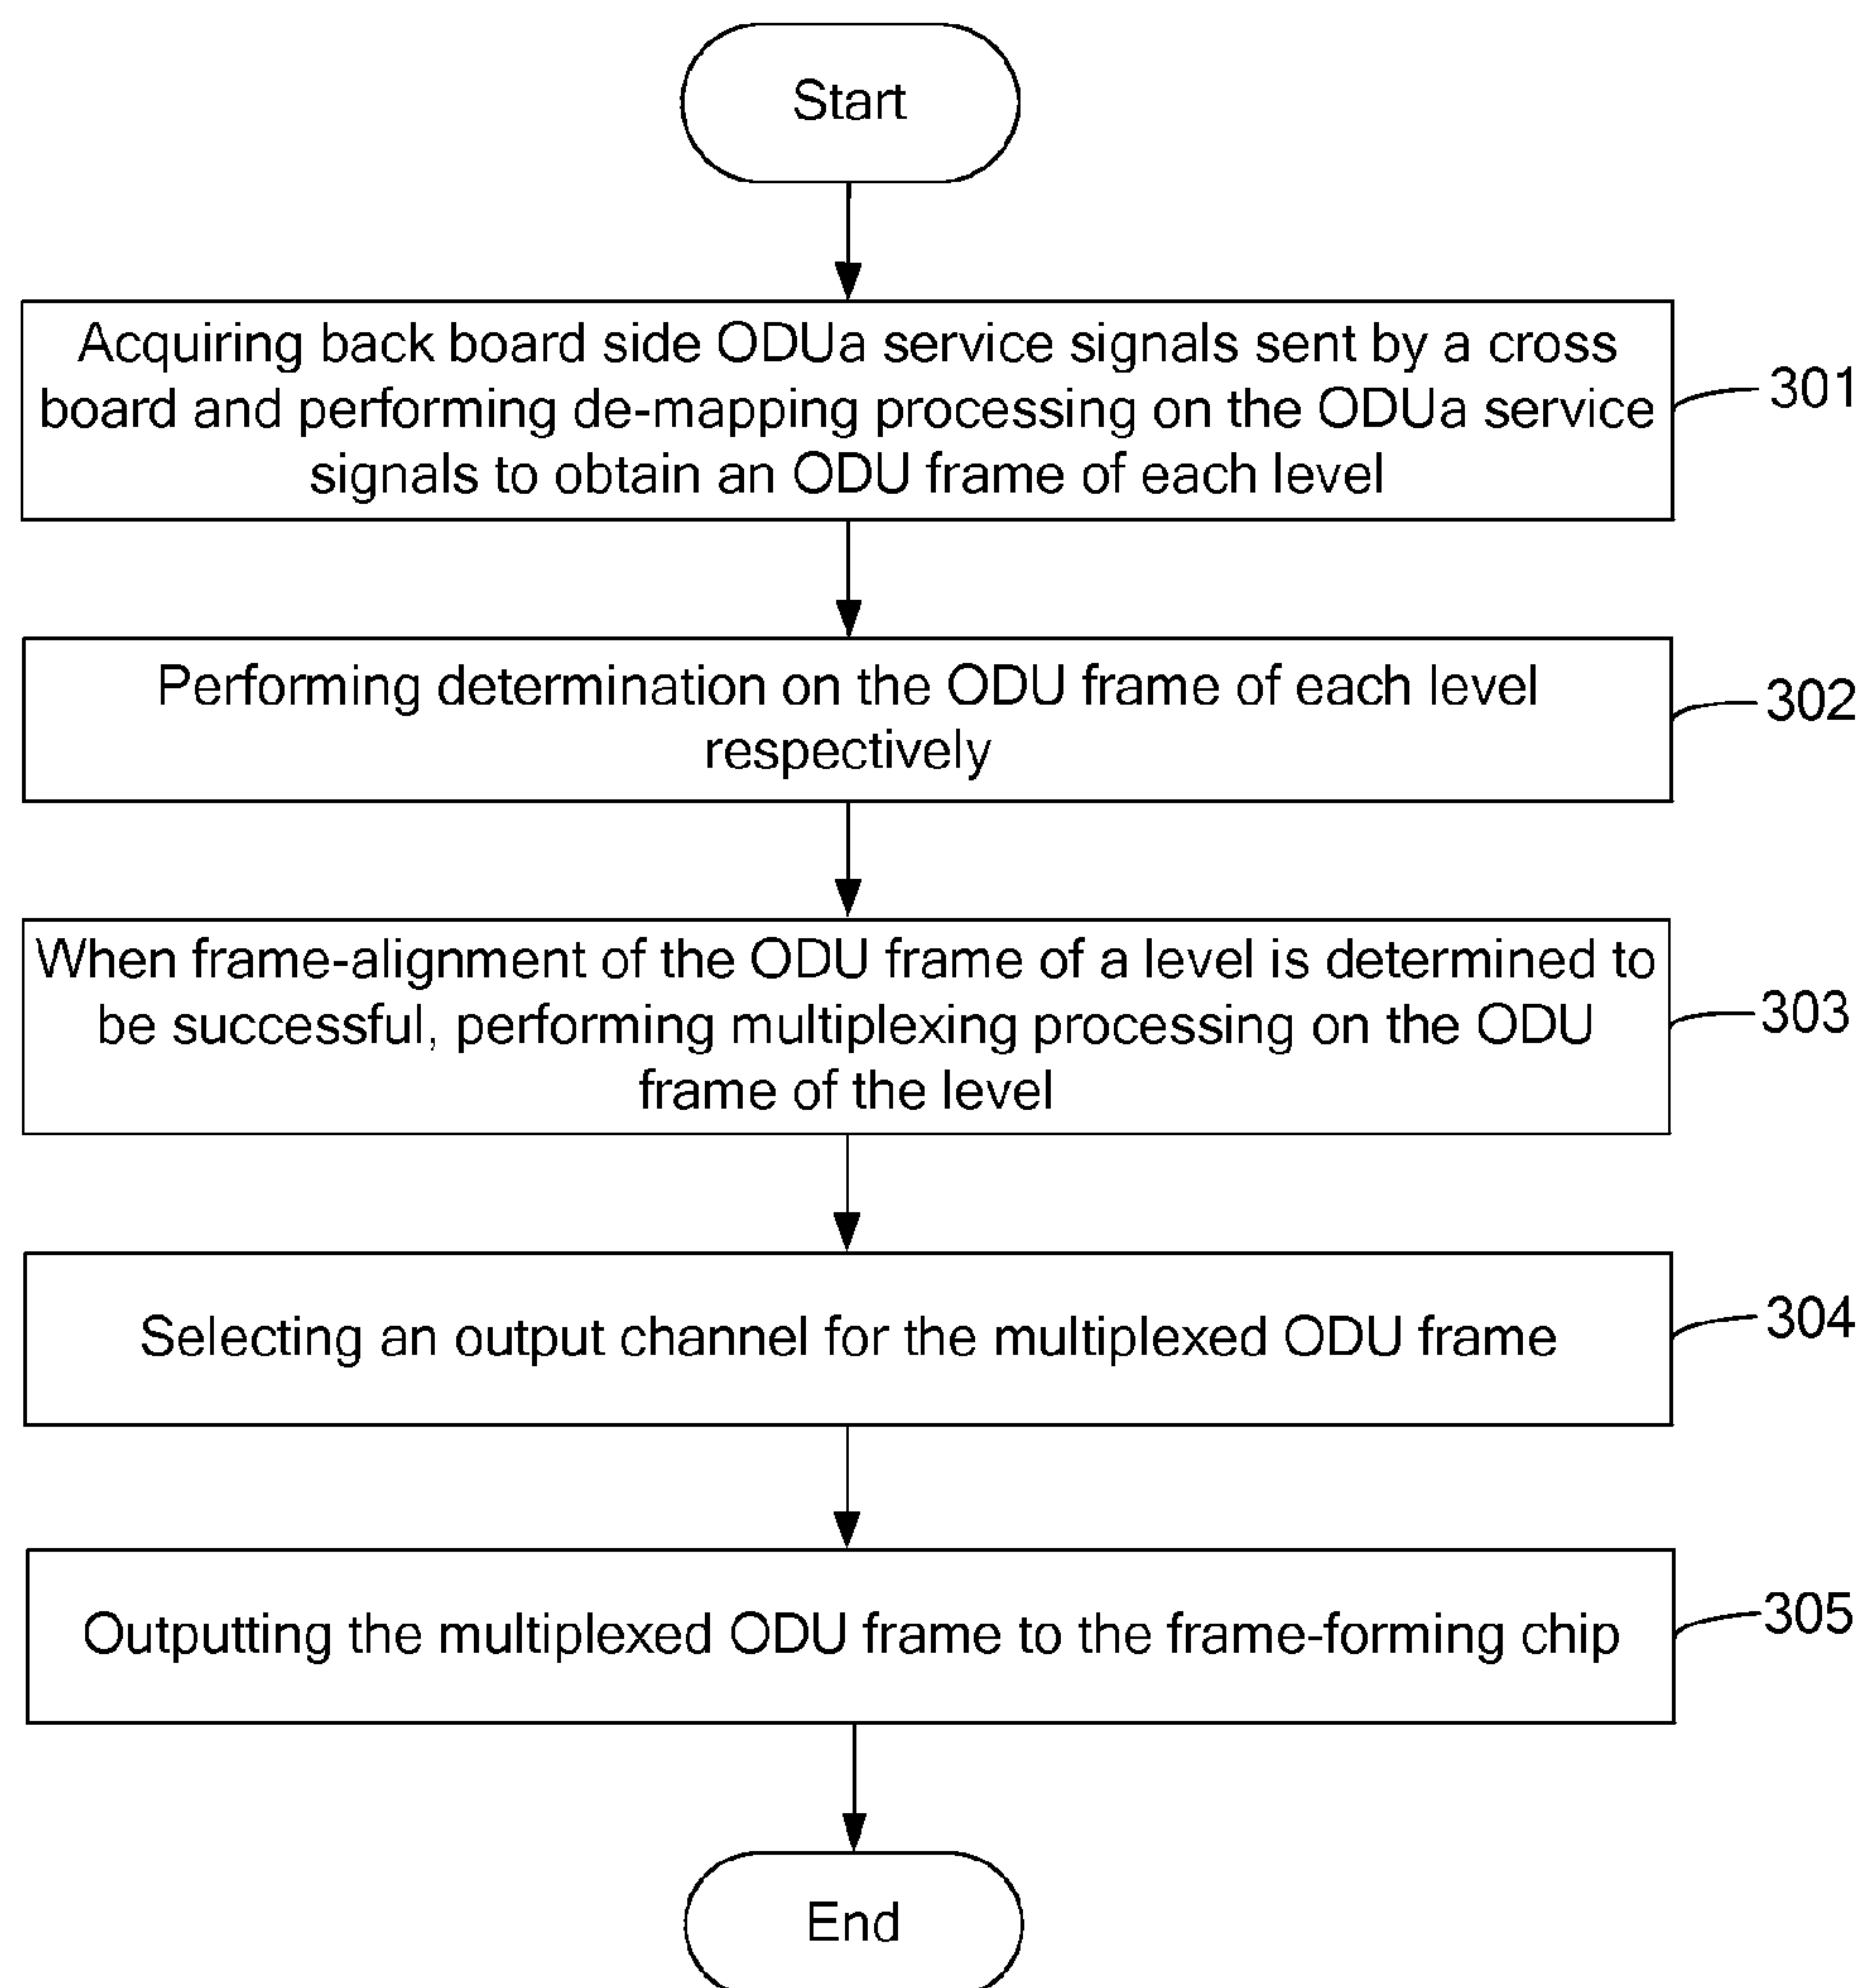 Start
Acquiring back board side ODUa service signals sent by a cross
board and performing de-mapping processing on the ODUa service
signals to obtain an ODU frame of each level
301
Performing determination on the ODU frame of each level
respectively
302
When frame-alignment of the ODU frame of a level is determined to
be successful, performing multiplexing processing on the ODU
frame of the level
303
Selecting an output channel for the multiplexed ODU frame
304
Outputting the multiplexed ODU frame to the frame-forming chip
305
End